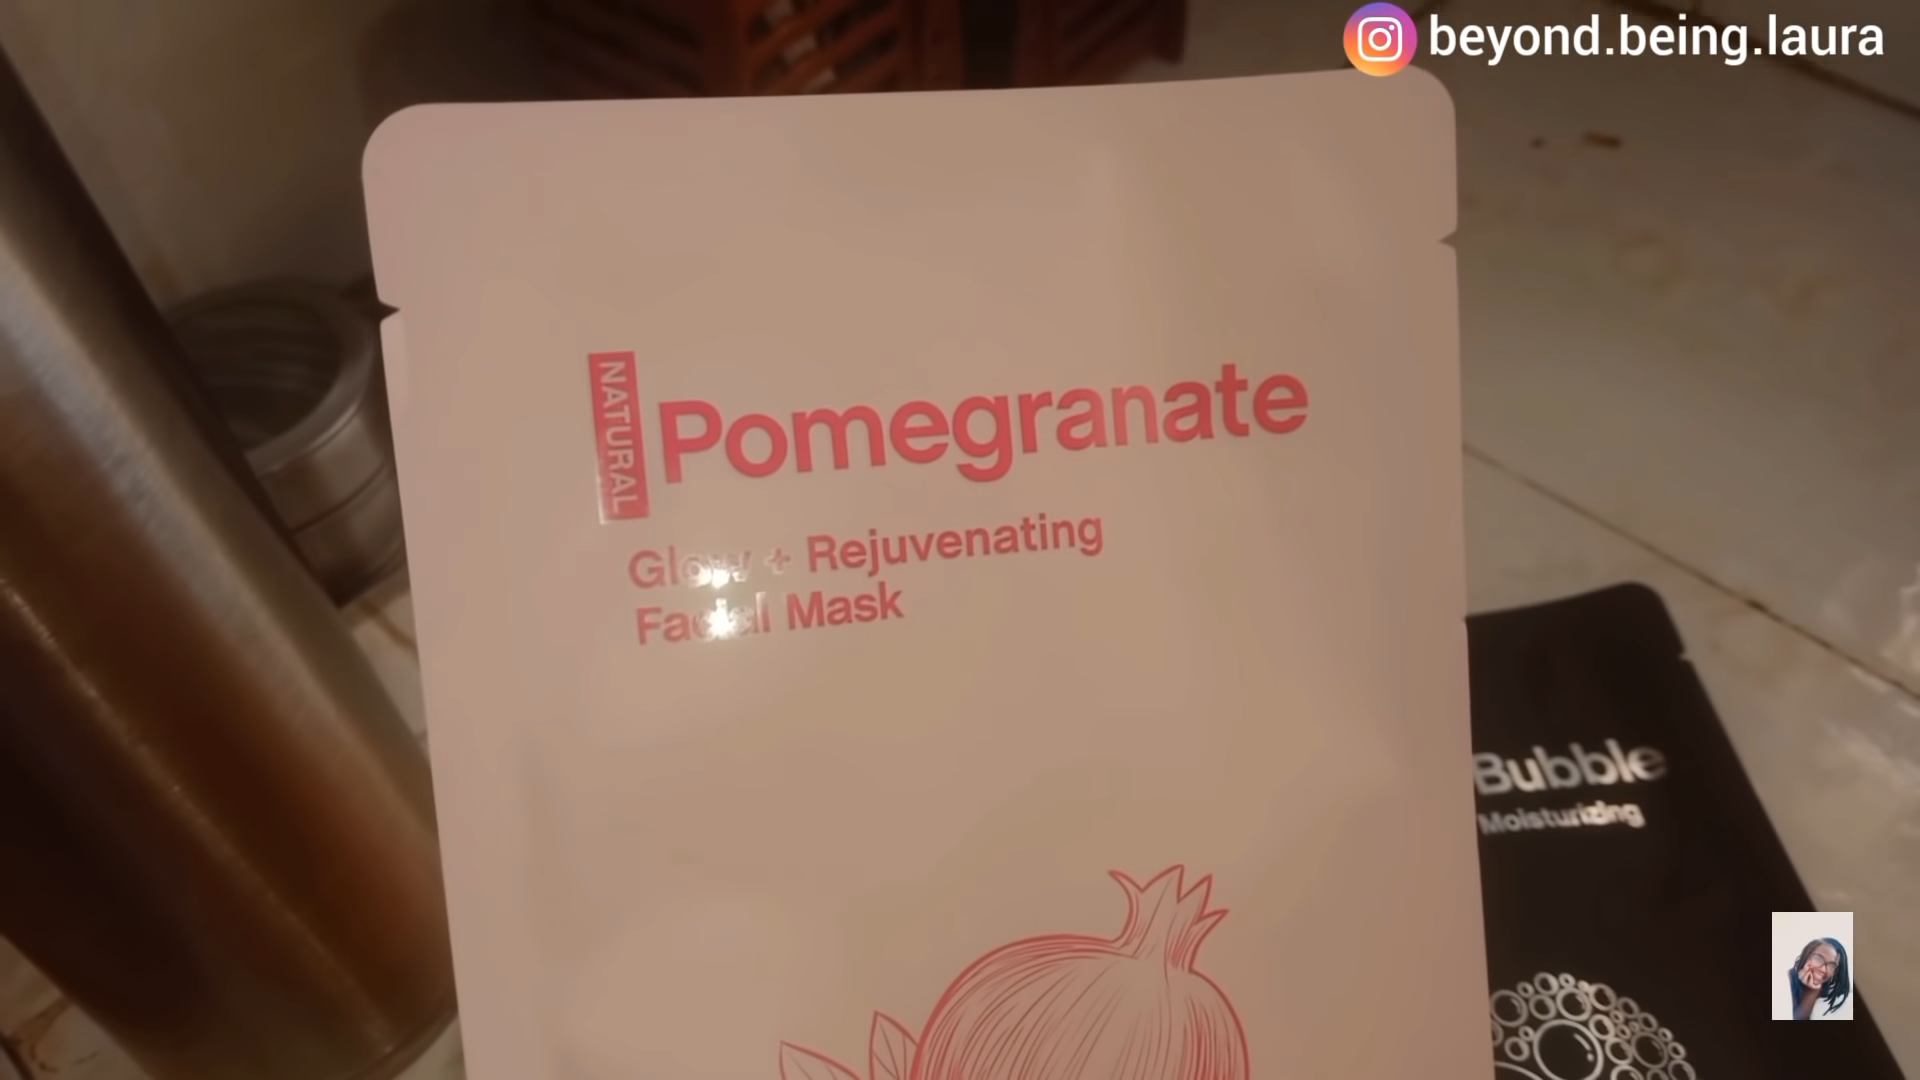 beyond.being.laura
NATURAL
Pomegranate
Glow + Rejuvenating
Facial Mask
Bubble
Moisturizing